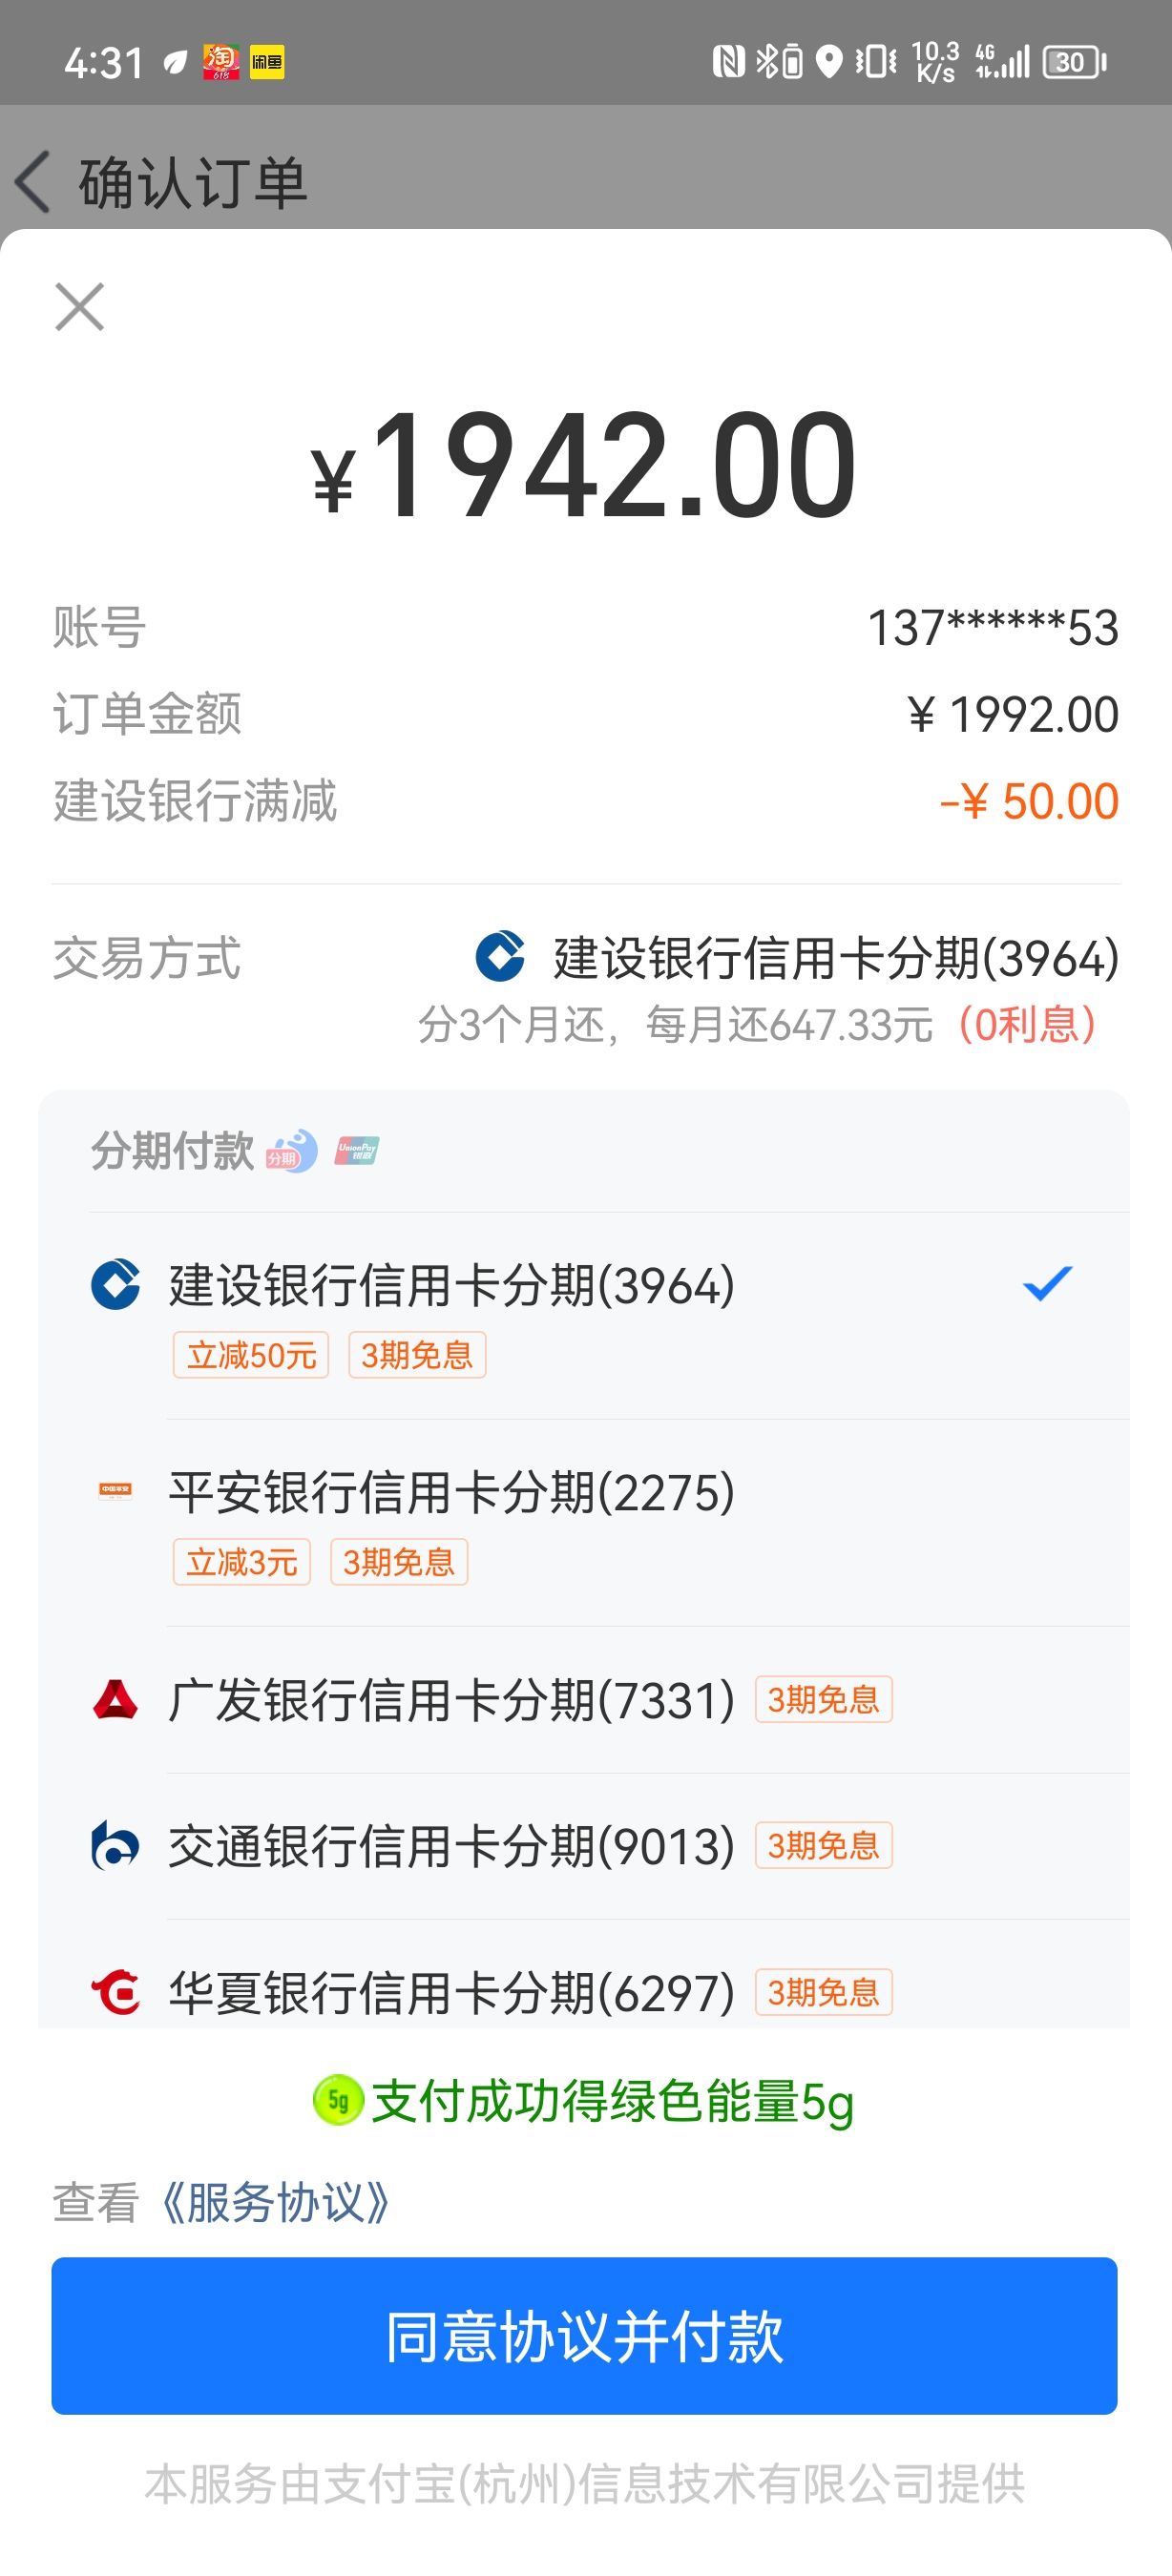 4:31
淘
618
闲鱼
10.3
K/s
4G
30
确认订单
¥1942.00
账号 137******53
订单金额 ¥ 1992.00
建设银行满减 -¥ 50.00
交易方式 建设银行信用卡分期(3964)
分3个月还，每月还647.33元（0利息）
分期付款 分期 UnionPay 银联
建设银行信用卡分期(3964)
立减50元 3期免息
中国平安
平安银行信用卡分期(2275)
立减3元 3期免息
广发银行信用卡分期(7331) 3期免息
交通银行信用卡分期(9013) 3期免息
华夏银行信用卡分期(6297) 3期免息
5g 支付成功得绿色能量5g
查看《服务协议》
同意协议并付款
本服务由支付宝(杭州)信息技术有限公司提供